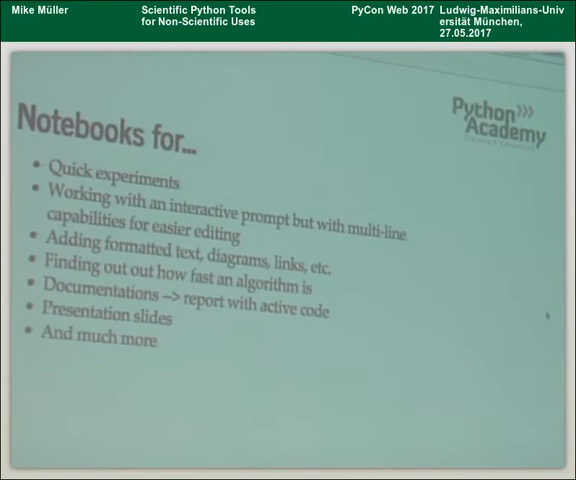 Mike Müller
Scientific Python Tools
for Non-Scientific Uses
PyCon Web 2017
Ludwig-Maximilians-Univ
ersität München,
27.05.2017
Python
Academy
Notebooks for...
• Quick experiments
• Working with an interactive prompt but with multi-line
capabilities for easier editing
• Adding formatted text, diagrams, links, etc.
• Finding out out how fast an algorithm is
• Documentations --> report with active code
• Presentation slides
• And much more